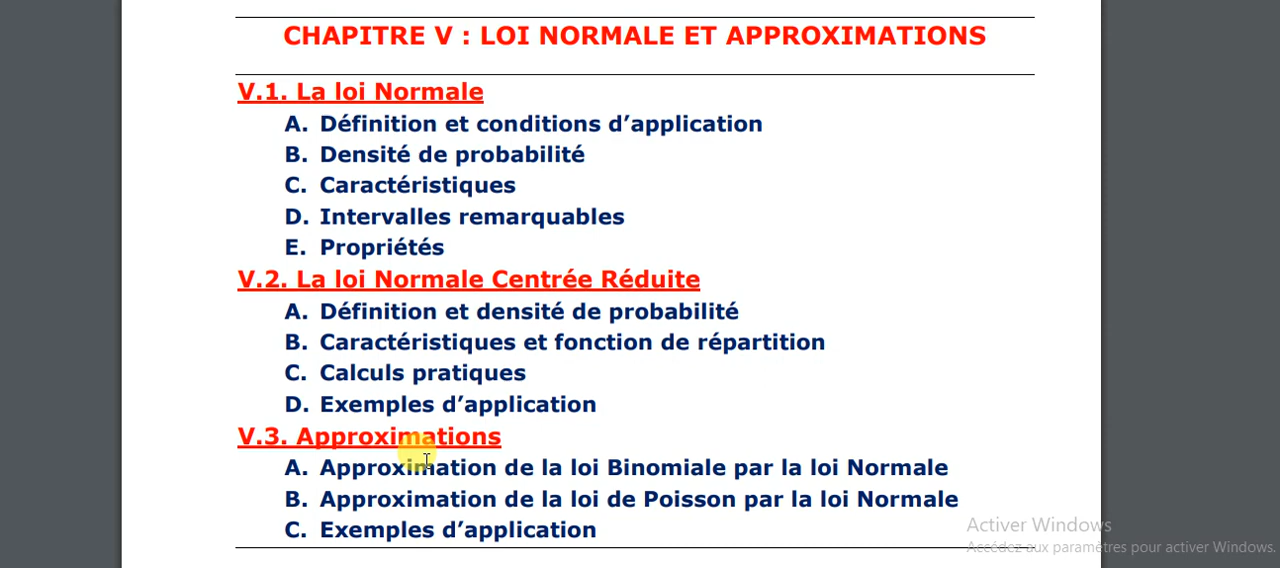 CHAPITRE V : LOI NORMALE ET APPROXIMATIONS
V.1. La loi Normale
A. Définition et conditions d’application
B. Densité de probabilité
C. Caractéristiques
D. Intervalles remarquables
E. Propriétés
V.2. La loi Normale Centrée Réduite
A. Définition et densité de probabilité
B. Caractéristiques et fonction de répartition
C. Calculs pratiques
D. Exemples d’application
V.3. Approximations
A. Approximation de la loi Binomiale par la loi Normale
B. Approximation de la loi de Poisson par la loi Normale
C. Exemples d’application
Activer Windows
Accédez aux paramètres pour activer Windows.